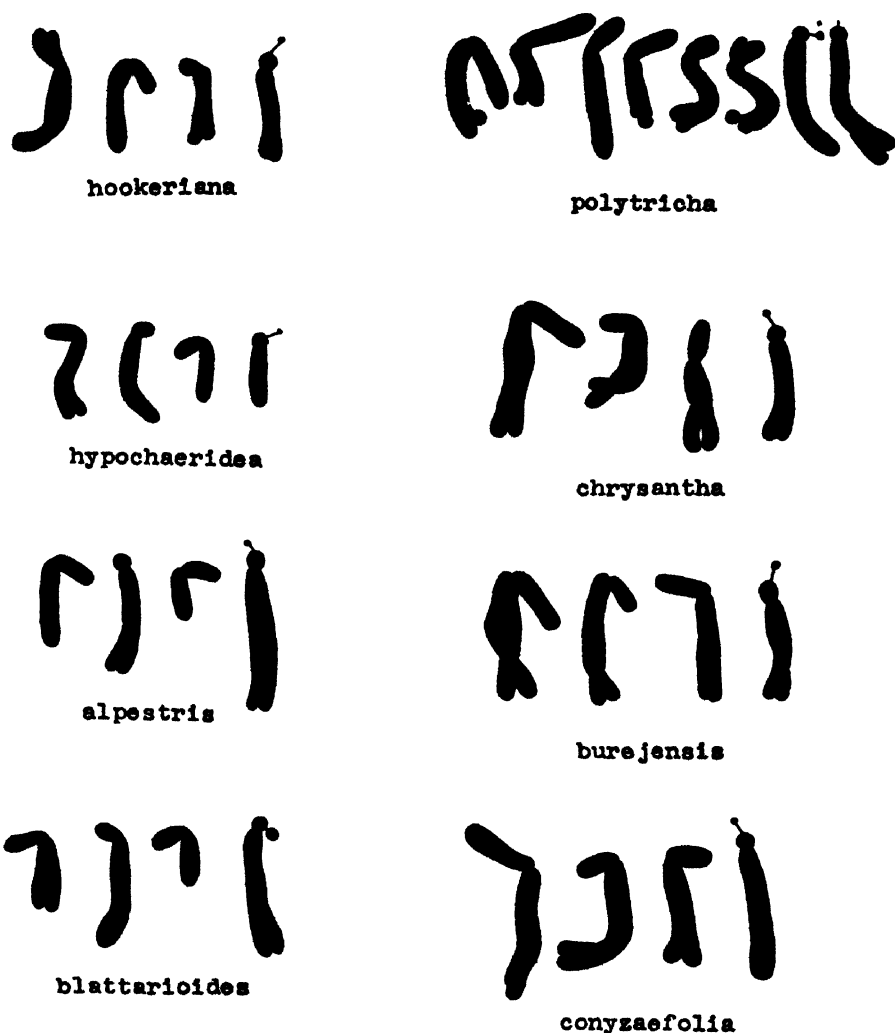 hookeriana
polytricha
hypochaeridea
chrysantha
alpestris
burejensis
blattarioides
conyzaefolia